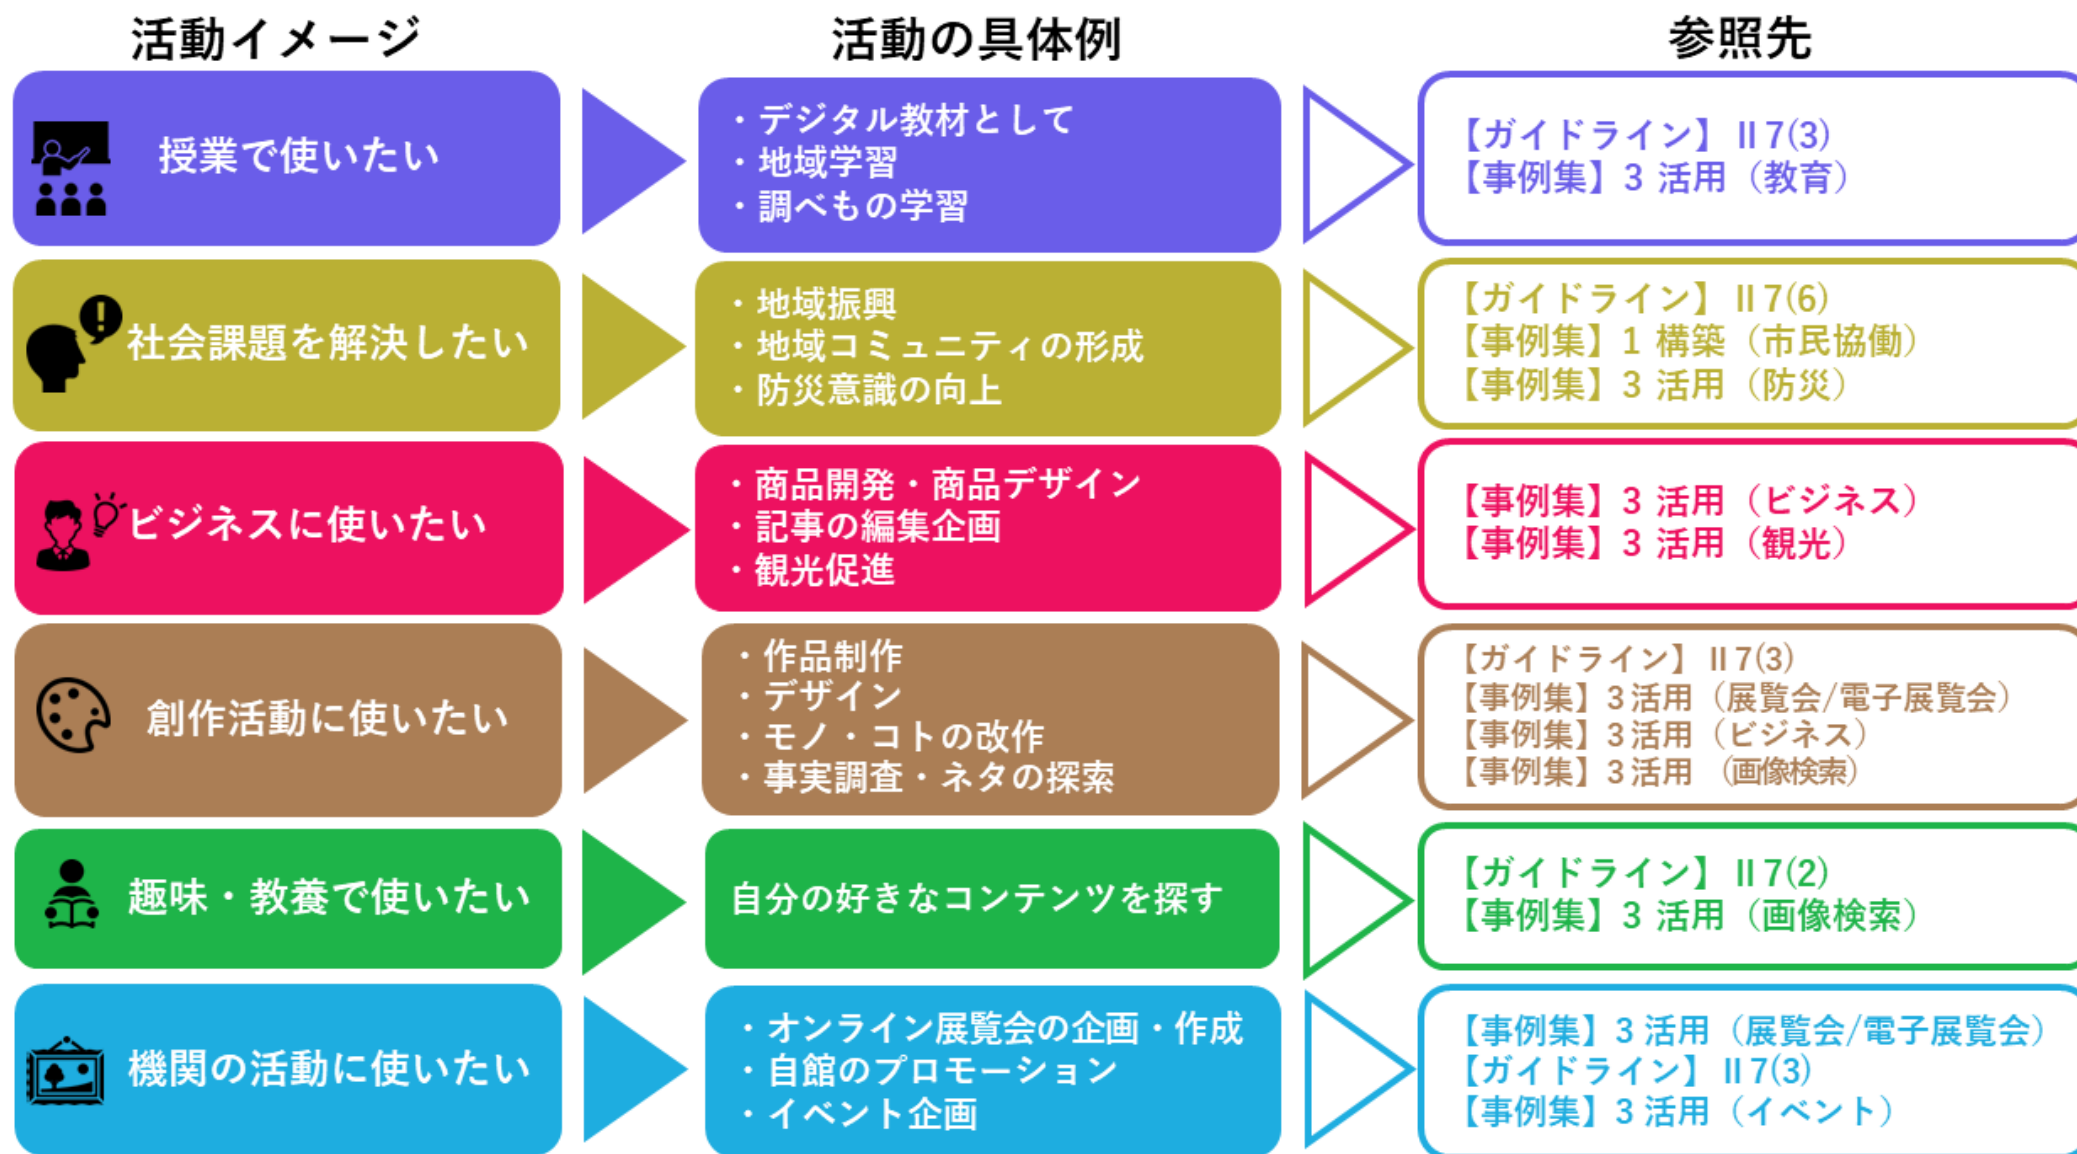 活動イメージ
活動の具体例
参照先
授業で使いたい
・デジタル教材として
・地域学習
・調べもの学習
【ガイドライン】Ⅱ7(3)
【事例集】3 活用（教育）
社会課題を解決したい
・地域振興
・地域コミュニティの形成
・防災意識の向上
【ガイドライン】Ⅱ7(6)
【事例集】1 構築（市民協働）
【事例集】3 活用（防災）
ビジネスに使いたい
・商品開発・商品デザイン
・記事の編集企画
・観光促進
【事例集】3 活用（ビジネス）
【事例集】3 活用（観光）
創作活動に使いたい
・作品制作
・デザイン
・モノ・コトの改作
・事実調査・ネタの探索
【ガイドライン】Ⅱ7(3)
【事例集】3活用（展覧会/電子展覧会）
【事例集】3活用（ビジネス）
【事例集】3活用（画像検索）
趣味・教養で使いたい
自分の好きなコンテンツを探す
【ガイドライン】Ⅱ7(2)
【事例集】3 活用（画像検索）
機関の活動に使いたい
・オンライン展覧会の企画・作成
・自館のプロモーション
・イベント企画
【事例集】3 活用（展覧会/電子展覧会）
【ガイドライン】Ⅱ7(3)
【事例集】3 活用（イベント）